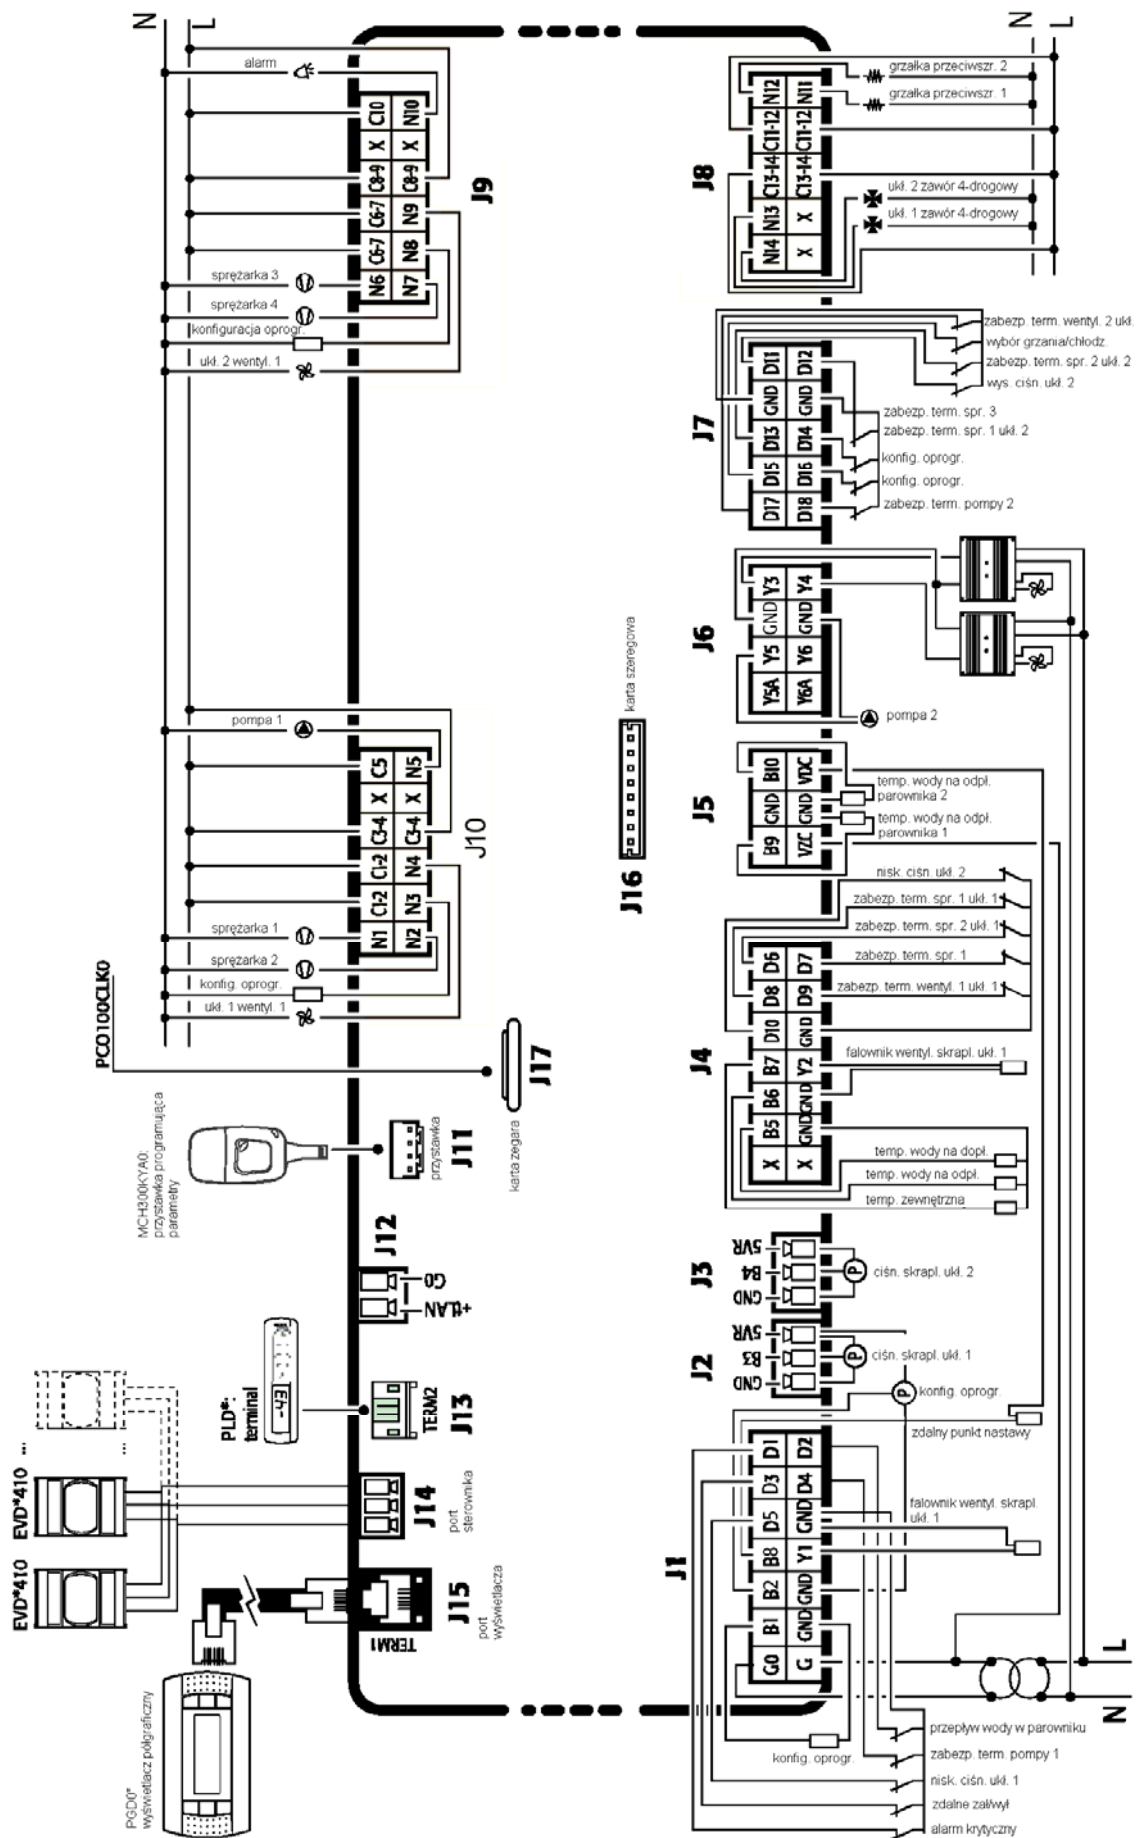 N
L
alarm
C10
X
C8-9
C6-7
C6-7
N6
N10
X
C8-9
N9
N8
N7
J9
sprężarka 3
sprężarka 4
konfiguracja oprogr.
ukł. 2 wentyl. 1
pompa 1
C5
X
C3-4
C1-2
C1-2
N1
N5
X
C3-4
N4
N3
N2
J10
sprężarka 1
sprężarka 2
konfig. oprogr.
ukł. 1 wentyl. 1
PCO100CLK0
J17
karta zegara
MCH300KYA0:
przystawka programująca
parametry
J11
przystawka
J12
G0
+tLAN
PLD*:
terminal
TERM2
J13
EVD*410
...
...
EVD*410
J14
port
sterownika
J15
port
wyświetlacza
TERM1
PGD0*
wyświetlacz półgraficzny
J16
karta szeregowa
N
L
grzałka przeciwszr. 2
grzałka przeciwszr. 1
N12
C11-12
C13-14
N13
N14
N11
C11-12
C13-14
X
X
J8
ukł. 2 zawór 4-drogowy
ukł. 1 zawór 4-drogowy
zabezp. term. wentyl. 2 ukł.
wybór grzania/chłodz.
zabezp. term. spr. 2 ukł. 2
wys. ciśn. ukł. 2
D11
GND
D13
D15
D17
D12
GND
D14
D16
D18
J7
zabezp. term. spr. 3
zabezp. term. spr. 1 ukł. 2
konfig. oprogr.
konfig. oprogr.
zabezp. term. pompy 2
Y3
GND
Y5
Y5A
Y4
GND
Y6
Y6A
J6
pompa 2
B10
GND
B9
VDC
GND
VZC
J5
temp. wody na odpł.
parownika 2
temp. wody na odpł.
parownika 1
nisk. ciśn. ukł. 2
zabezp. term. spr. 1 ukł. 1
zabezp. term. spr. 2 ukł. 1
zabezp. term. spr. 1
zabezp. term. wentyl. 1 ukł. 1
D6
D8
D10
B7
B6
B5
X
D7
D9
GND
Y2
GND
GND
X
J4
falownik wentyl. skrapl. ukł. 1
temp. wody na dopł.
temp. wody na odpł.
temp. zewnętrzna
J3
5VR
B4
GND
P
ciśn. skrapl. ukł. 2
J2
5VR
B3
GND
P
ciśn. skrapl. ukł. 1
P
konfig. oprogr.
zdalny punkt nastawy
D1
D3
D5
B8
B2
B1
G0
D2
D4
GND
Y1
GND
GND
G
J1
falownik wentyl. skrapl.
ukł. 1
L
N
konfig. oprogr.
przepływ wody w parowniku
zabezp. term. pompy 1
nisk. ciśn. ukł. 1
zdalne zał/wył
alarm krytyczny